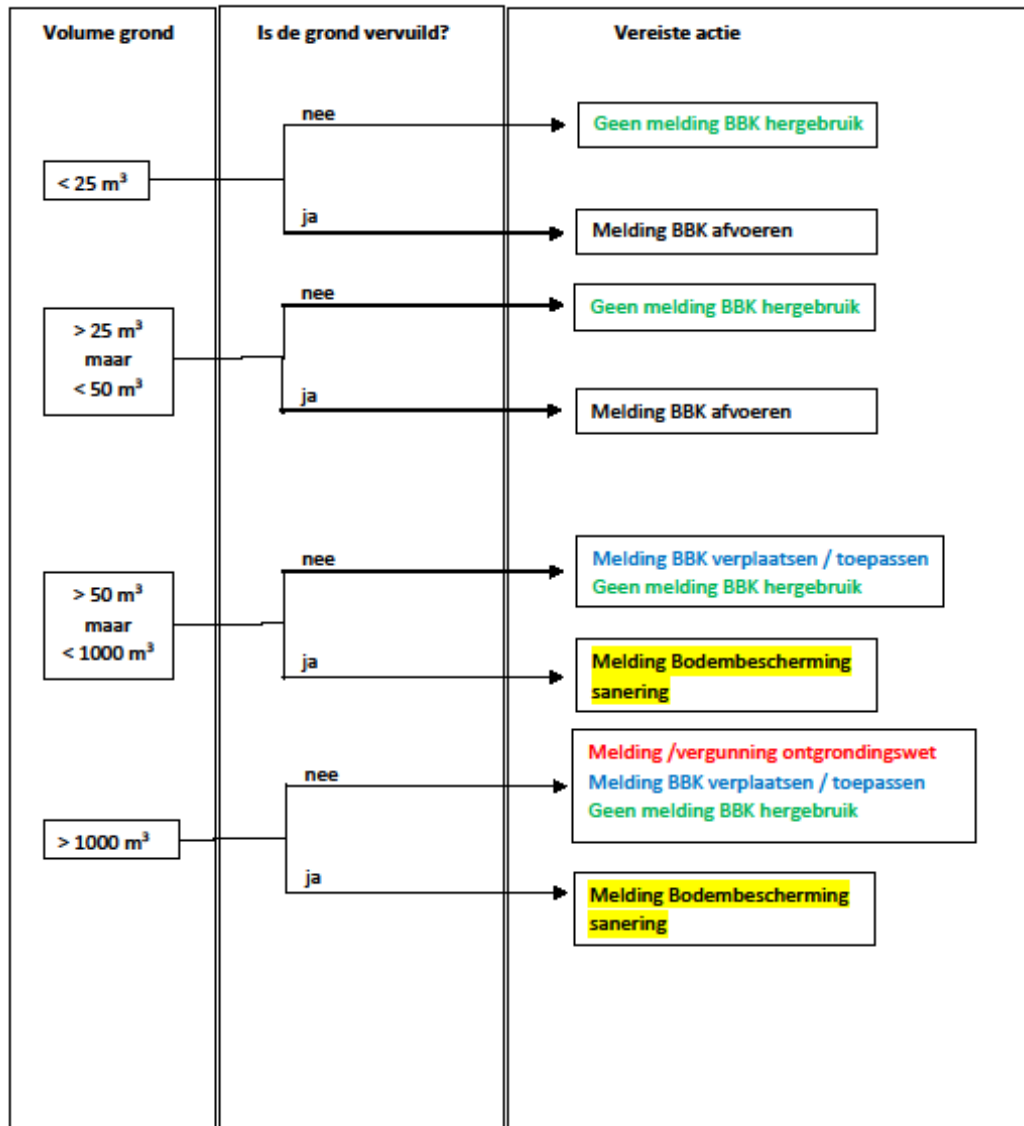 Volume grond
Is de grond vervuild?
Vereiste actie
nee
Geen melding BBK hergebruik
< 25 m³
ja
Melding BBK afvoeren
nee
Geen melding BBK hergebruik
> 25 m³
maar
< 50 m³
ja
Melding BBK afvoeren
nee
Melding BBK verplaatsen / toepassen
Geen melding BBK hergebruik
> 50 m³
maar
< 1000 m³
ja
Melding Bodembescherming
sanering
nee
Melding /vergunning ontgrondingswet
Melding BBK verplaatsen / toepassen
Geen melding BBK hergebruik
> 1000 m³
ja
Melding Bodembescherming
sanering